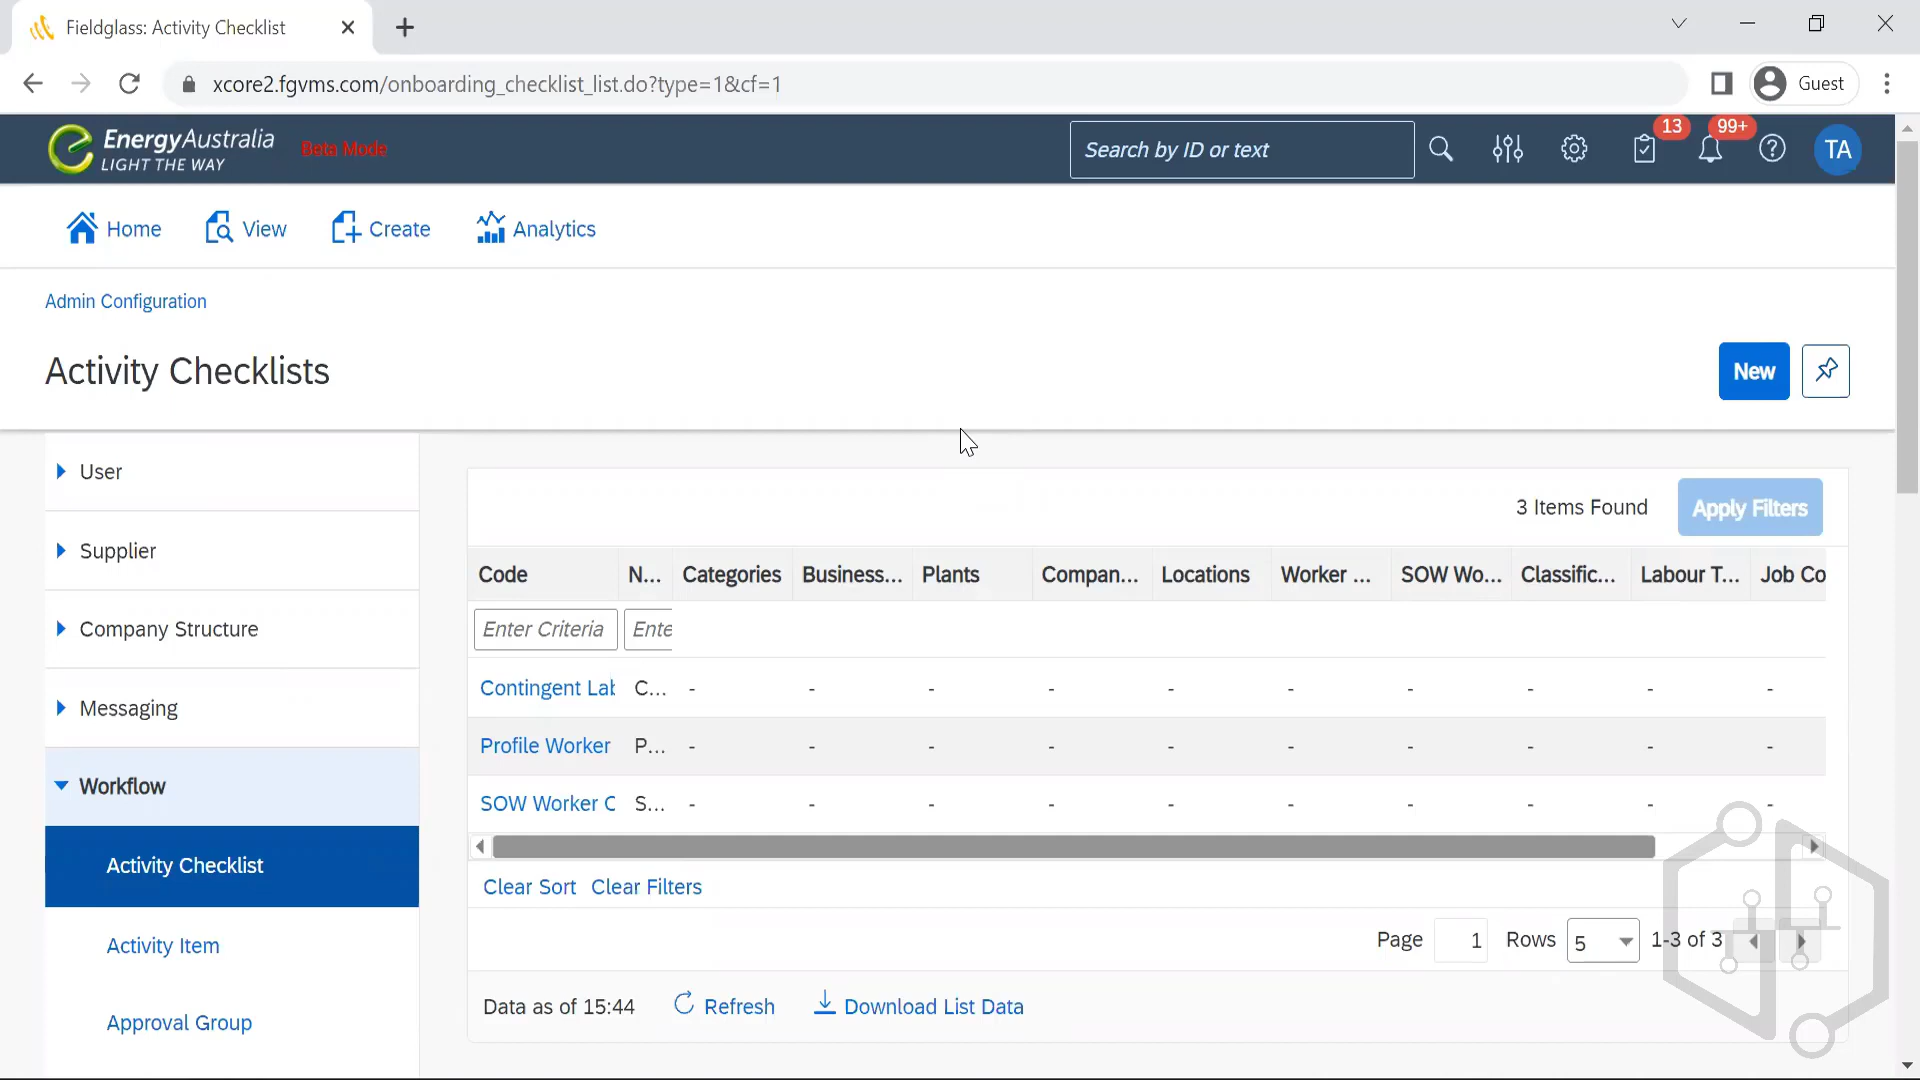 Fieldglass: Activity Checklist
xcore2.fgvms.com/onboarding_checklist_list.do?type=1&cf=1
Guest
EnergyAustralia
LIGHT THE WAY
Beta Mode
Search by ID or text
13
99+
TA
Home
View
Create
Analytics
Admin Configuration
Activity Checklists
New
User
Supplier
Company Structure
Messaging
Workflow
Activity Checklist
Activity Item
Approval Group
3 Items Found
Apply Filters
Code N... Categories Business... Plants Compan... Locations Worker ... SOW Wo... Classific... Labour T... Job Co
Enter Criteria Ente
Contingent Lab C... - - - - - - - - - -
Profile Worker P... - - - - - - - - - -
SOW Worker C S... - - - - - - - - - -
Clear Sort Clear Filters
Page 1 Rows 5 1-3 of 3
Data as of 15:44 Refresh Download List Data